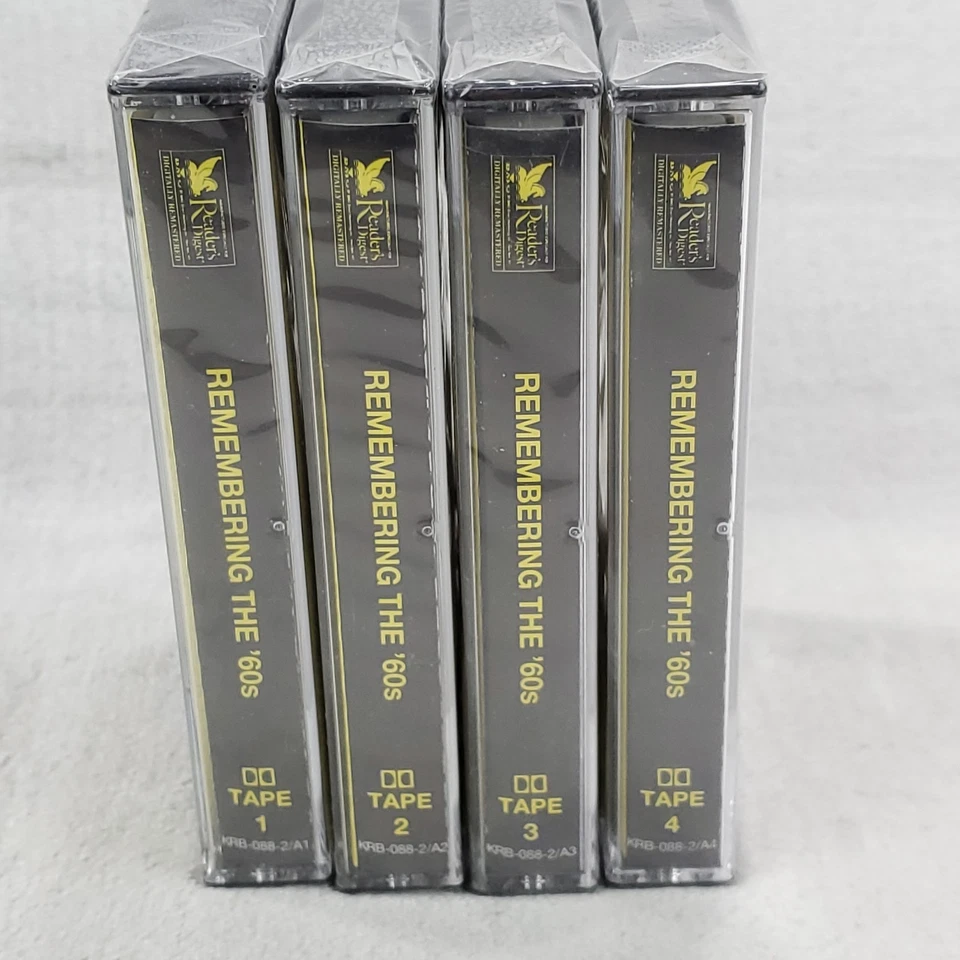 Reader's
Digest
DIGITALLY REMASTERED
REMEMBERING THE '60s
TAPE
1
KRB-088-2/A1
Reader's
Digest
DIGITALLY REMASTERED
REMEMBERING THE '60s
TAPE
2
KRB-088-2/A2
Reader's
Digest
DIGITALLY REMASTERED
REMEMBERING THE '60s
TAPE
3
KRB-088-2/A3
Reader's
Digest
DIGITALLY REMASTERED
REMEMBERING THE '60s
TAPE
4
KRB-088-2/A4